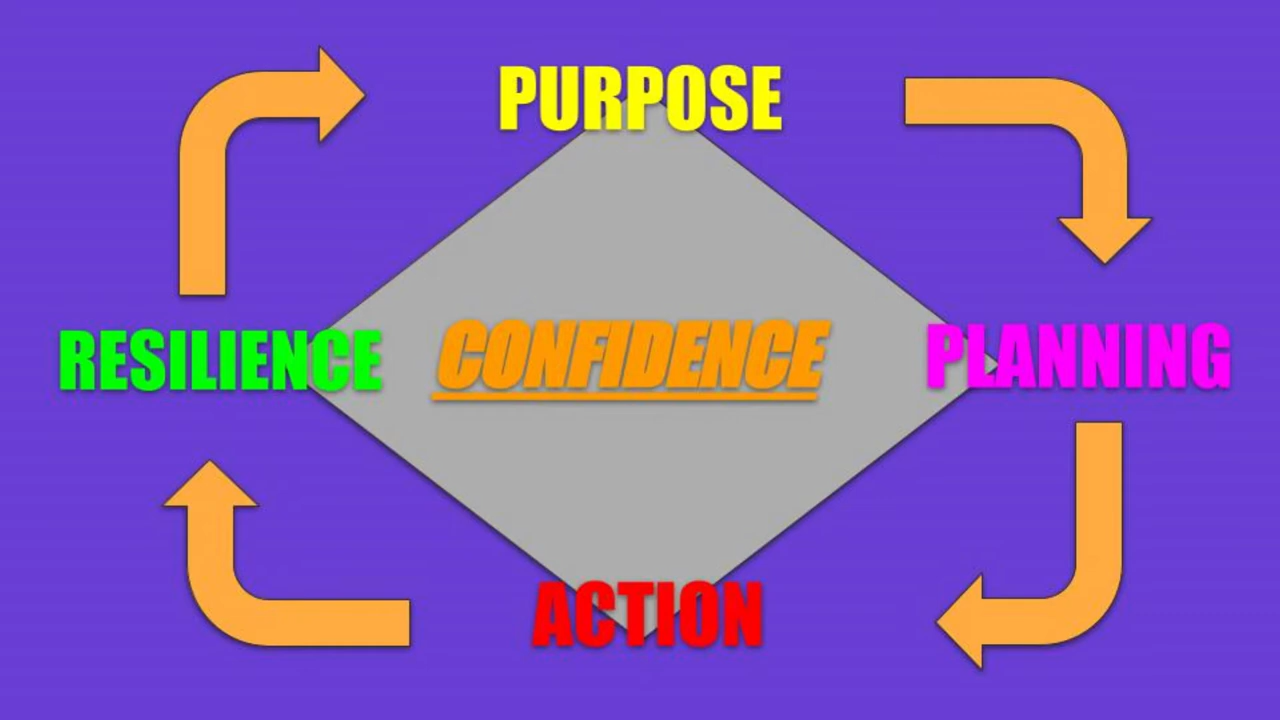 PURPOSE
RESILIENCE
CONFIDENCE
PLANNING
ACTION